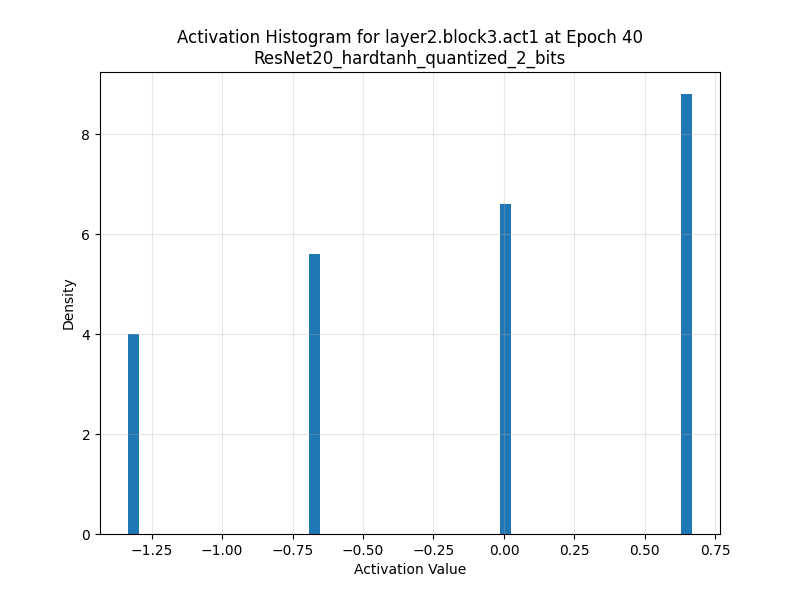 Activation Histogram for layer2.block3.act1 at Epoch 40
ResNet20_hardtanh_quantized_2_bits
8
6
4
2
0
Density
−1.25 −1.00 −0.75 −0.50 −0.25 0.00 0.25 0.50 0.75
Activation Value